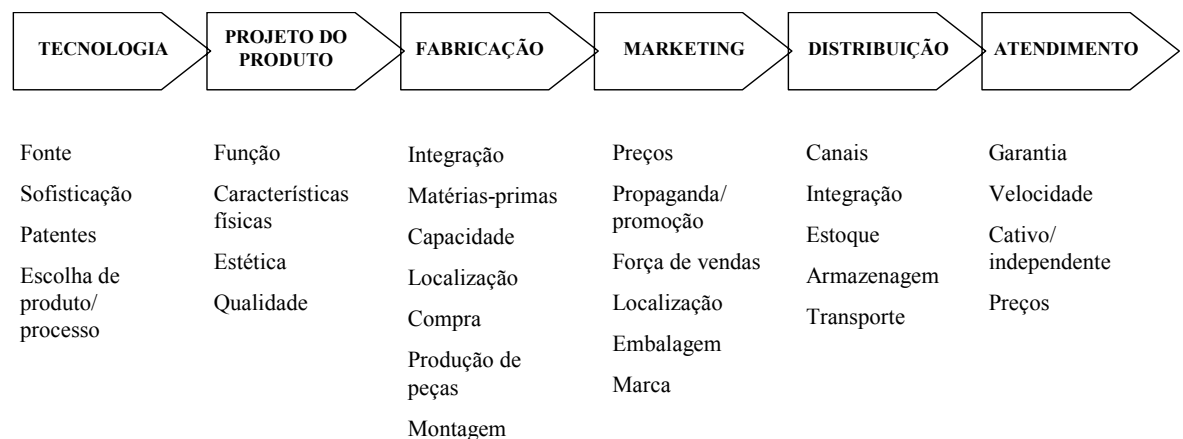 TECNOLOGIA
PROJETO DO
PRODUTO
FABRICAÇÃO
MARKETING
DISTRIBUIÇÃO
ATENDIMENTO
Fonte
Sofisticação
Patentes
Escolha de
produto/
processo
Função
Características
físicas
Estética
Qualidade
Integração
Matérias-primas
Capacidade
Localização
Compra
Produção de
peças
Montagem
Preços
Propaganda/
promoção
Força de vendas
Localização
Embalagem
Marca
Canais
Integração
Estoque
Armazenagem
Transporte
Garantia
Velocidade
Cativo/
independente
Preços